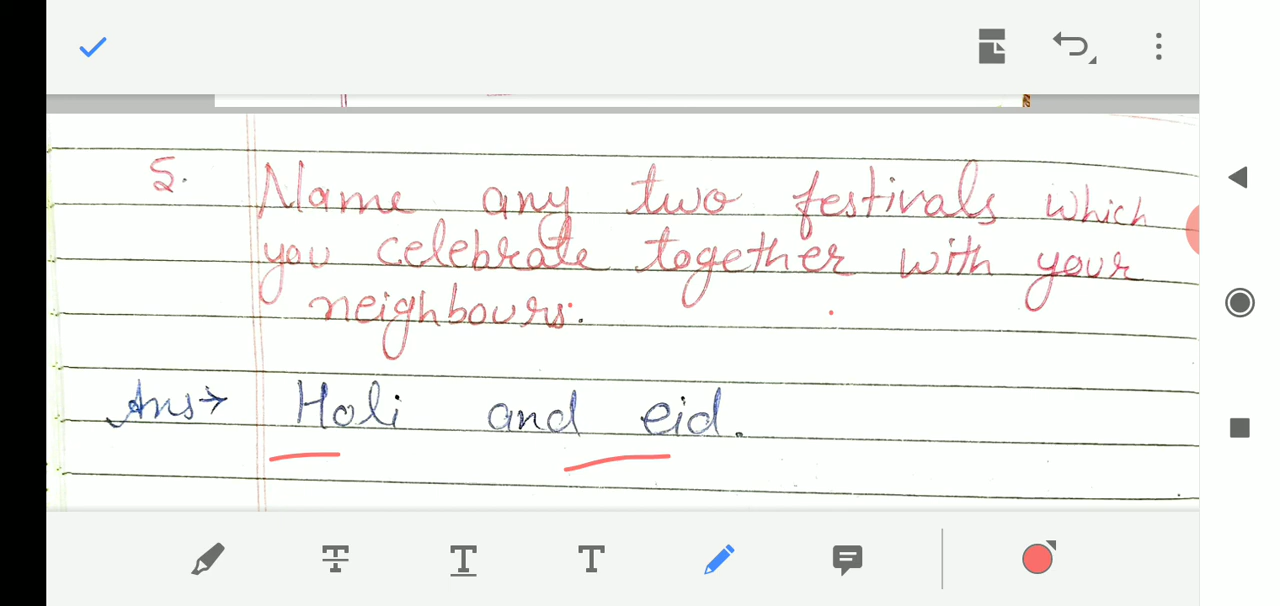 5. Name any two festivals which
you celebrate together with your
neighbours.
Ans→ Holi and eid.
T T T